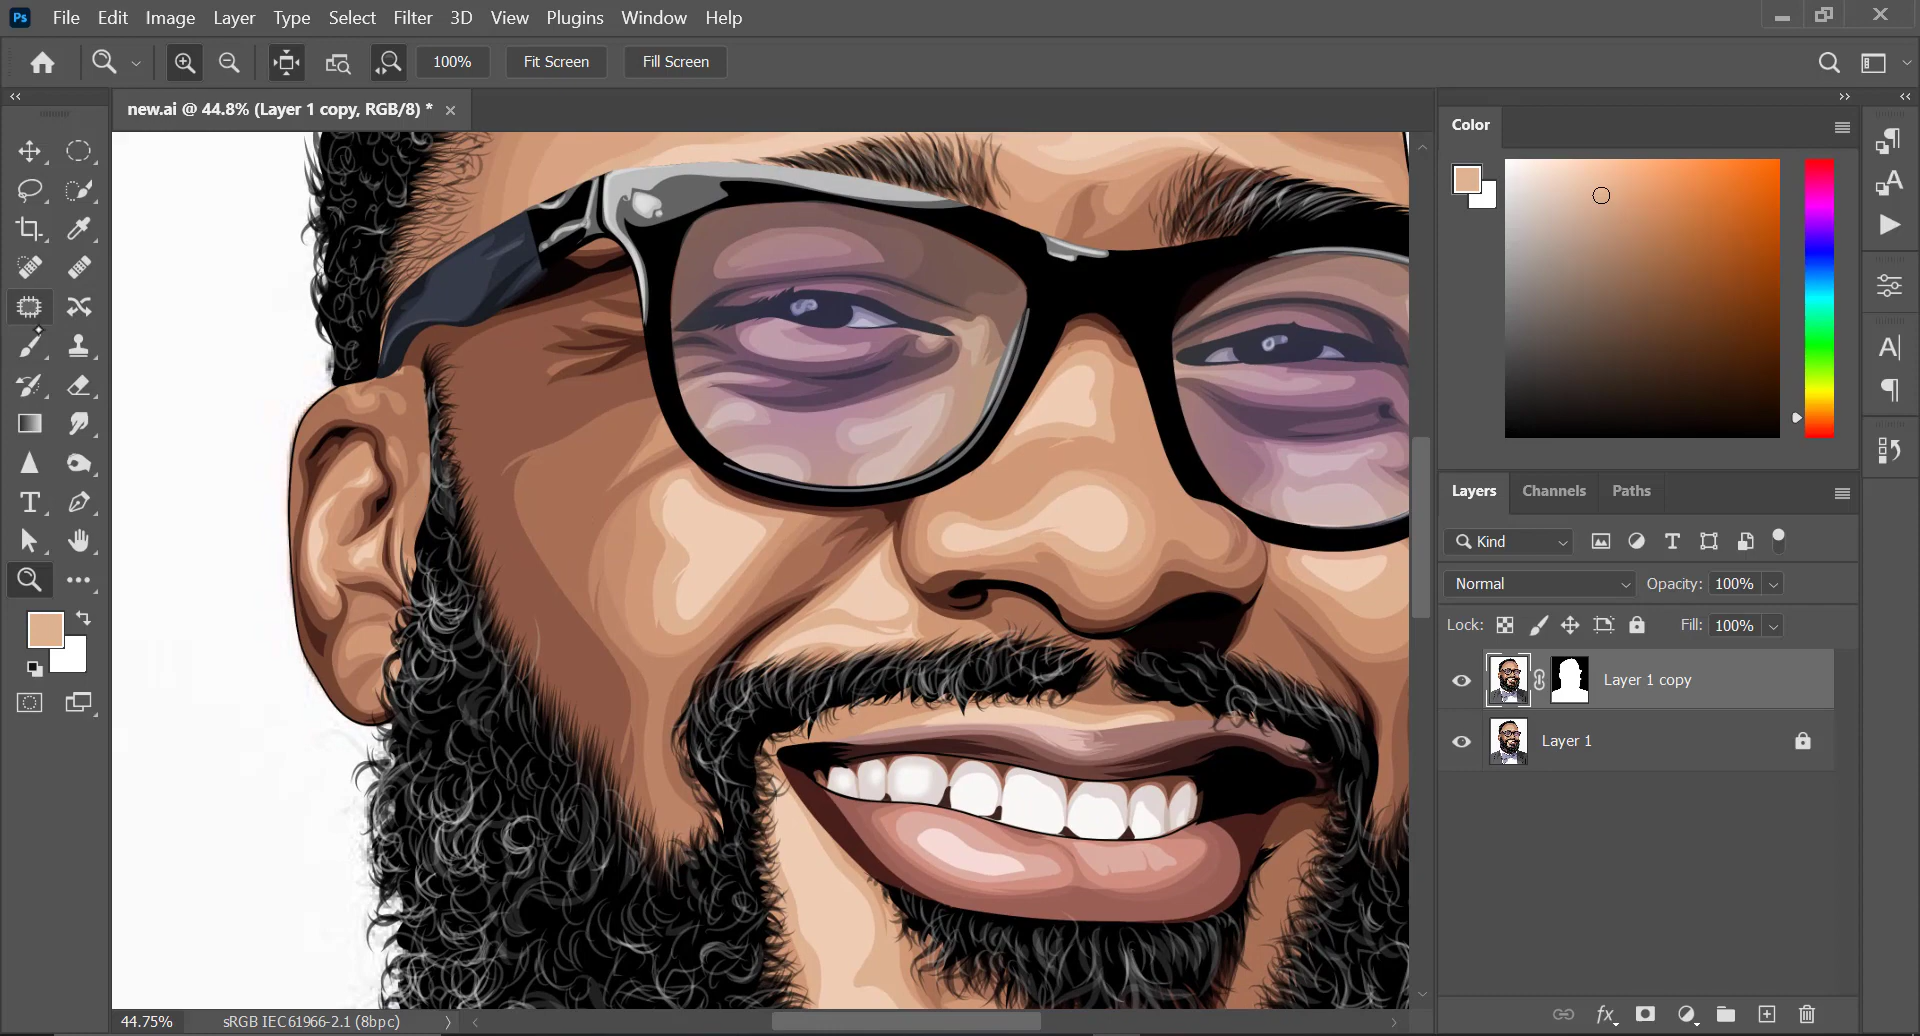 Ps File Edit Image Layer Type Select Filter 3D View Plugins Window Help
100% Fit Screen Fill Screen
new.ai @ 44.8% (Layer 1 copy, RGB/8) *
Color
Layers Channels Paths
Kind
Normal Opacity: 100%
Lock: Fill: 100%
Layer 1 copy
Layer 1
44.75% sRGB IEC61966-2.1 (8bpc)